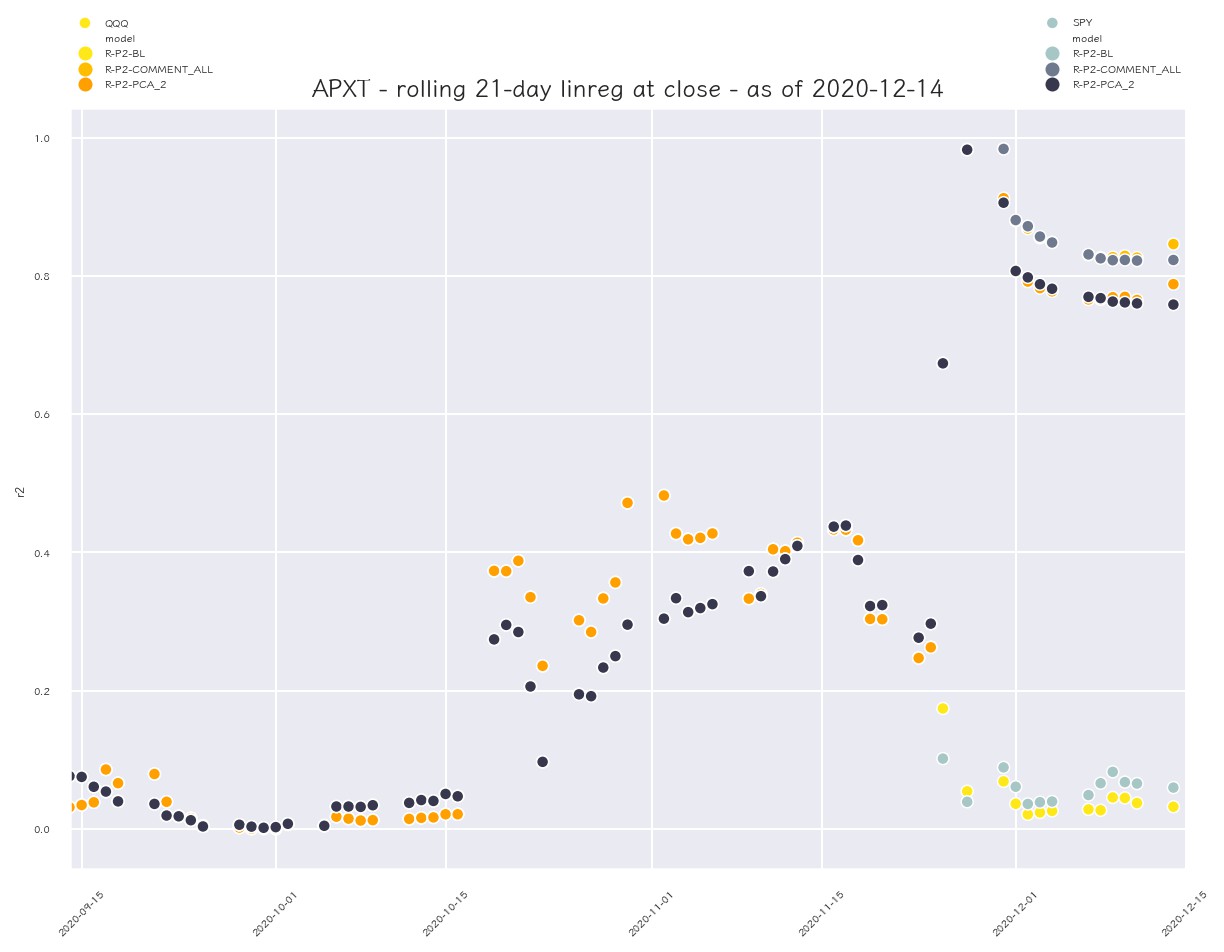 QQQ
model
R-P2-BL
R-P2-COMMENT_ALL
R-P2-PCA_2
SPY
model
R-P2-BL
R-P2-COMMENT_ALL
R-P2-PCA_2
APXT - rolling 21-day linreg at close - as of 2020-12-14
1.0
0.8
0.6
0.4
0.2
0.0
r2
2020-09-15
2020-10-01
2020-10-15
2020-11-01
2020-11-15
2020-12-01
2020-12-15